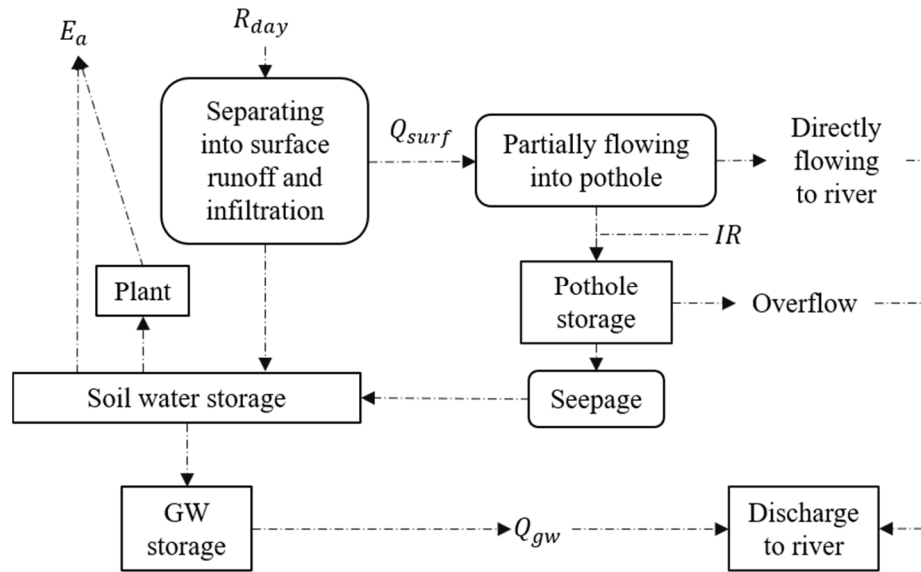 E_a
R_day
Separating
into surface
runoff and
infiltration
Q_surf
Partially flowing
into pothole
Directly
flowing
to river
IR
Plant
Pothole
storage
Overflow
Soil water storage
Seepage
GW
storage
Q_gw
Discharge
to river